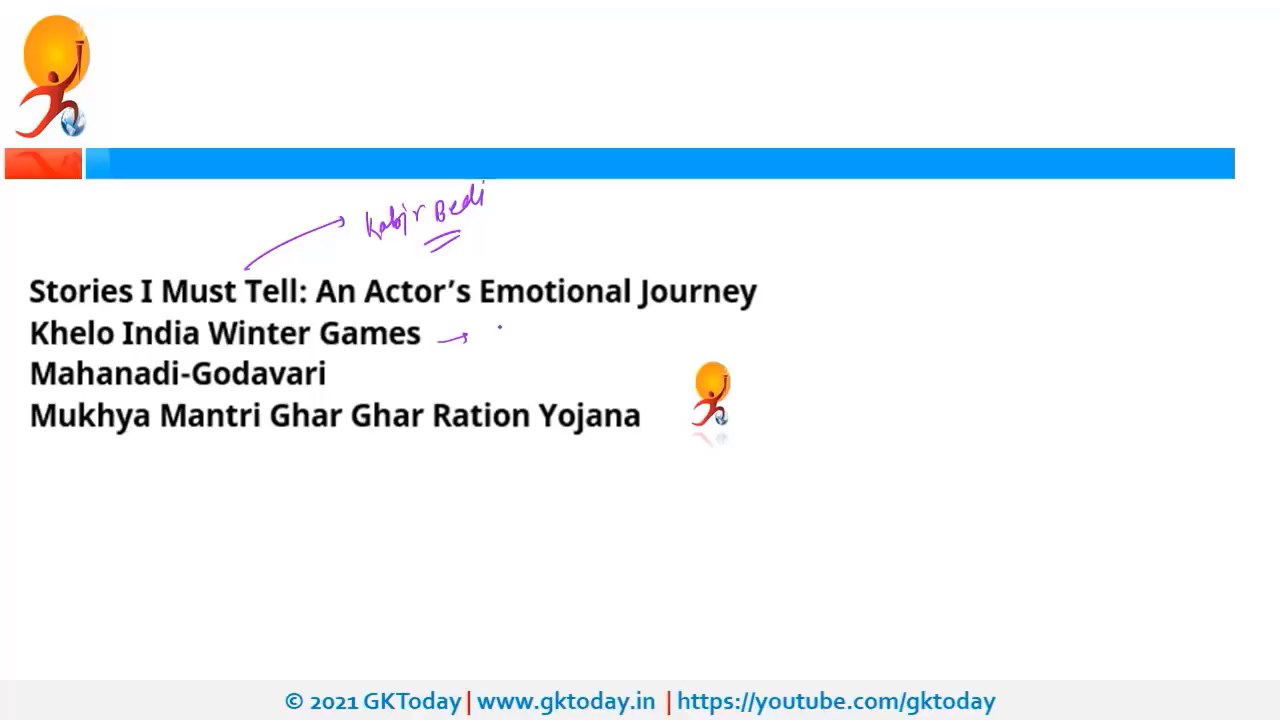 Kabir Bedi
Stories I Must Tell: An Actor’s Emotional Journey
Khelo India Winter Games
Mahanadi-Godavari
Mukhya Mantri Ghar Ghar Ration Yojana
© 2021 GKToday | www.gktoday.in | https://youtube.com/gktoday